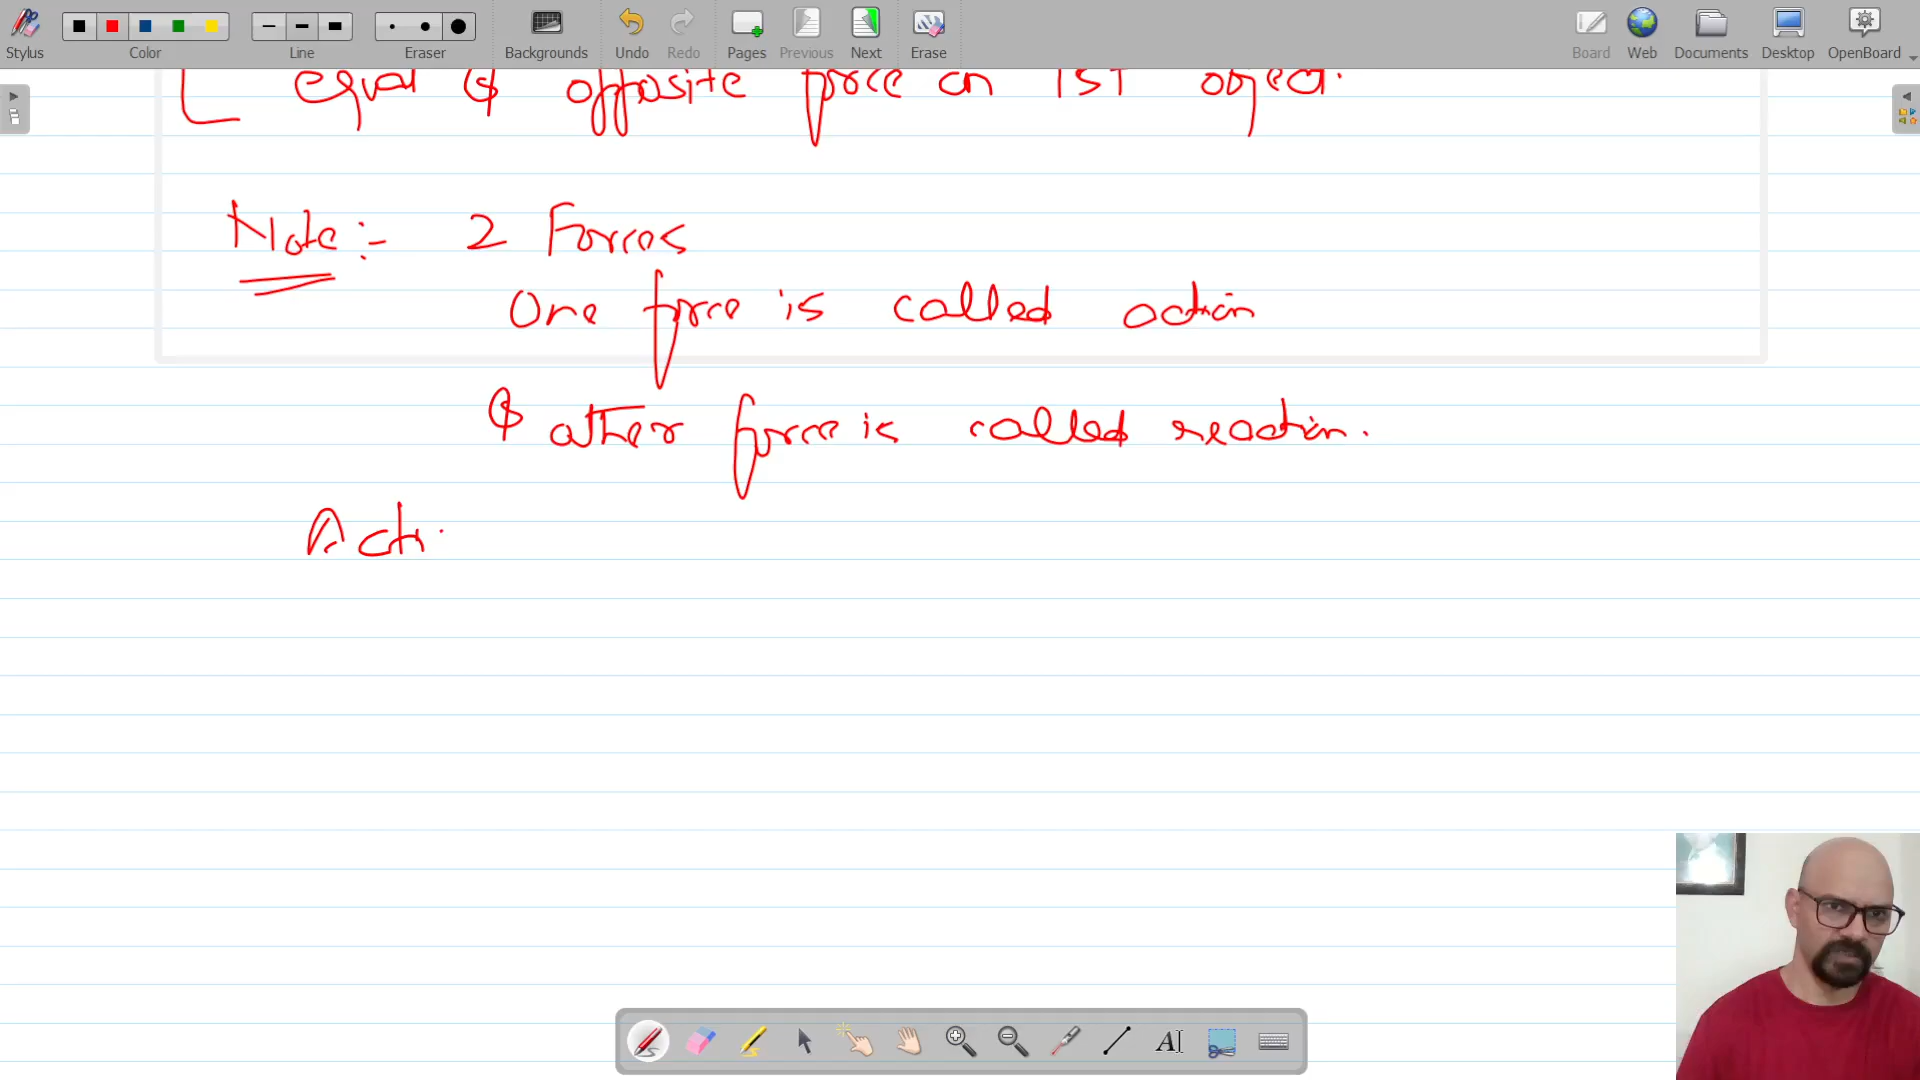 Stylus Color Line Eraser Backgrounds Undo Redo Pages Previous Next Erase Board Web Documents Desktop OpenBoard
equal & opposite force on 1ST object.
Note:- 2 Forces
One force is called action
& other force is called reaction.
Acti